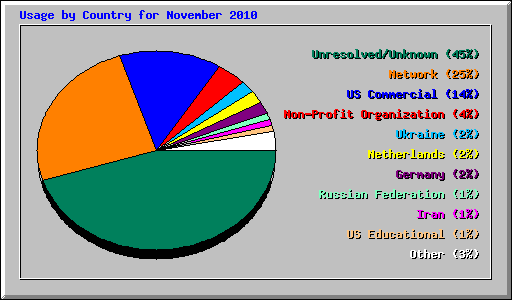 Usage by Country for November 2010
Unresolved/Unknown (45%)
Network (25%)
US Commercial (14%)
Non-Profit Organization (4%)
Ukraine (2%)
Netherlands (2%)
Germany (2%)
Russian Federation (1%)
Iran (1%)
US Educational (1%)
Other (3%)